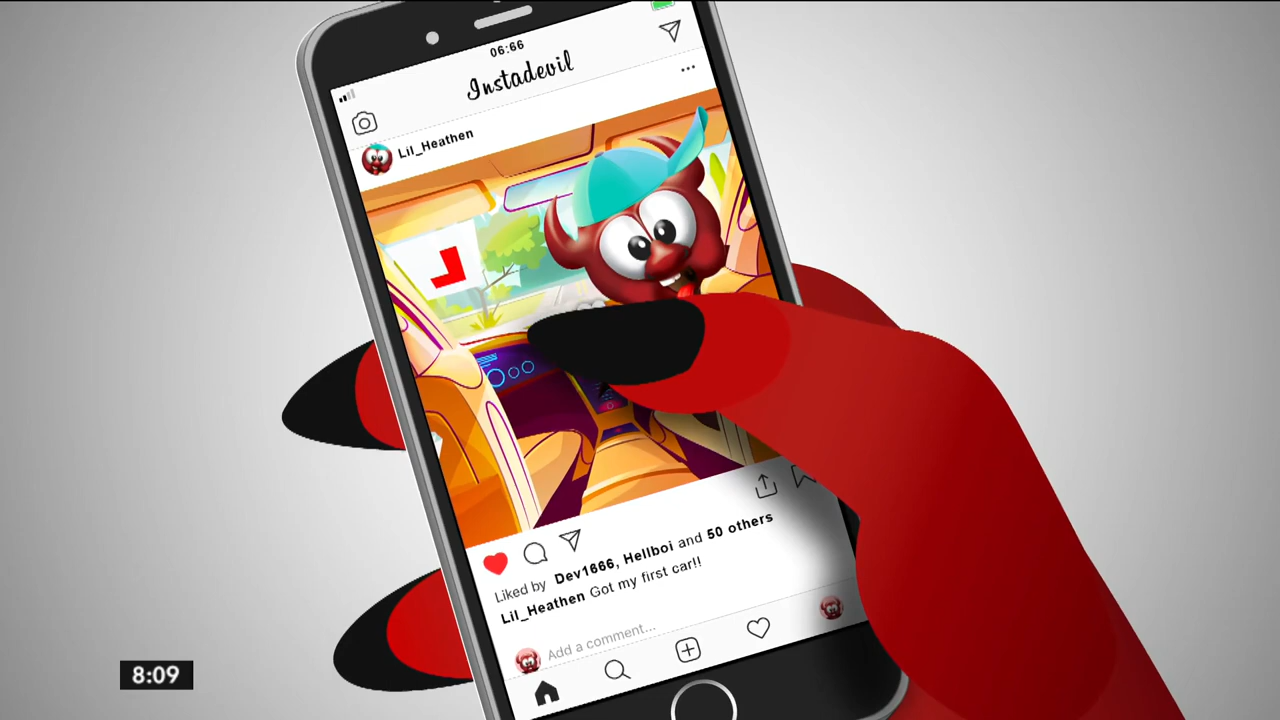 06:66
Instadevil
Lil_Heathen
L
Liked by Dev1666, Hellboi and 50 others
Lil_Heathen Got my first car!!
Add a comment...
8:09